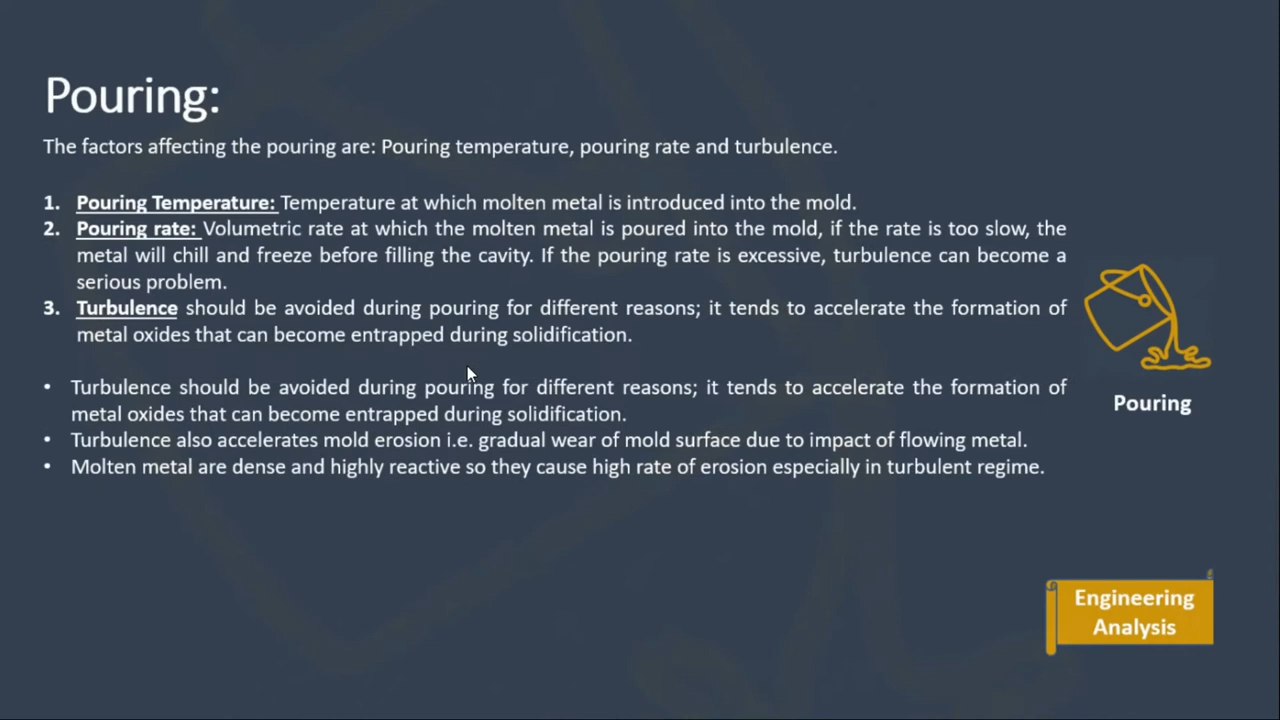 Pouring:
The factors affecting the pouring are: Pouring temperature, pouring rate and turbulence.
1. Pouring Temperature: Temperature at which molten metal is introduced into the mold.
2. Pouring rate: Volumetric rate at which the molten metal is poured into the mold, if the rate is too slow, the
metal will chill and freeze before filling the cavity. If the pouring rate is excessive, turbulence can become a
serious problem.
3. Turbulence should be avoided during pouring for different reasons; it tends to accelerate the formation of
metal oxides that can become entrapped during solidification.
• Turbulence should be avoided during pouring for different reasons; it tends to accelerate the formation of
metal oxides that can become entrapped during solidification.
• Turbulence also accelerates mold erosion i.e. gradual wear of mold surface due to impact of flowing metal.
• Molten metal are dense and highly reactive so they cause high rate of erosion especially in turbulent regime.
Pouring
Engineering
Analysis